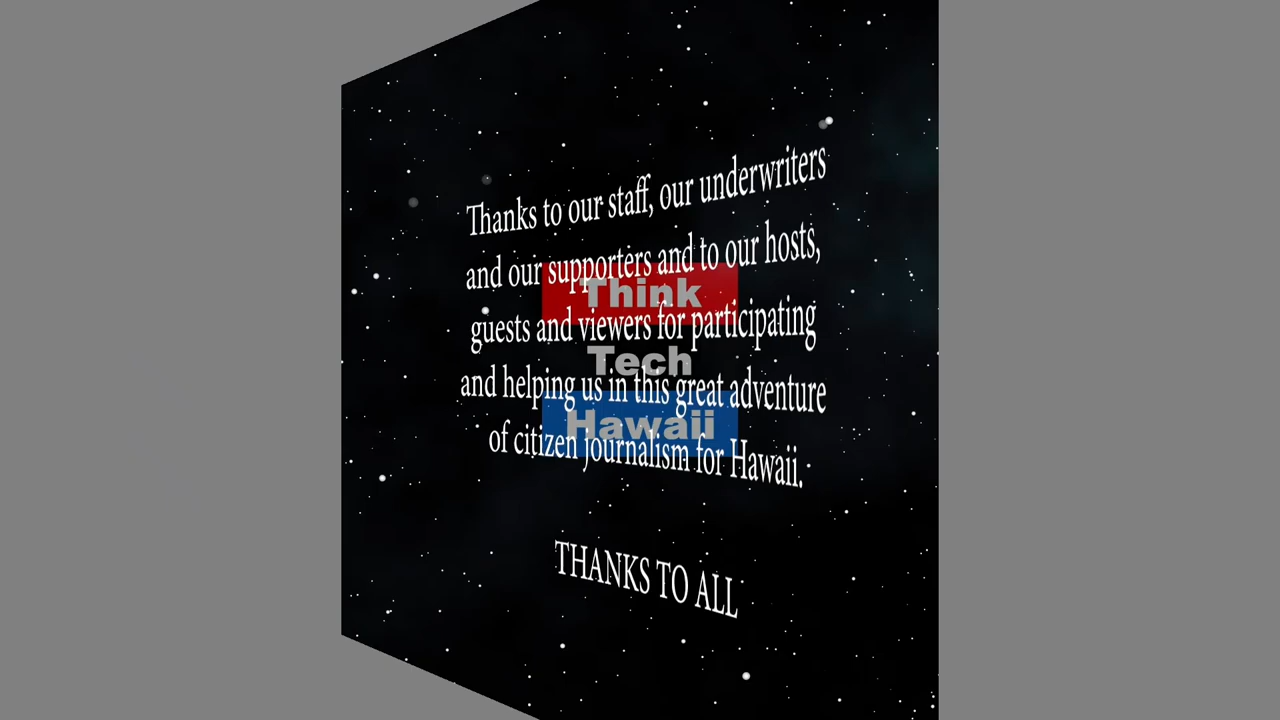 Thanks to our staff, our underwriters
and our supporters and to our hosts,
Think
guests and viewers for participating
Tech
and helping us in this great adventure
Hawaii
of citizen journalism for Hawaii.
THANKS TO ALL